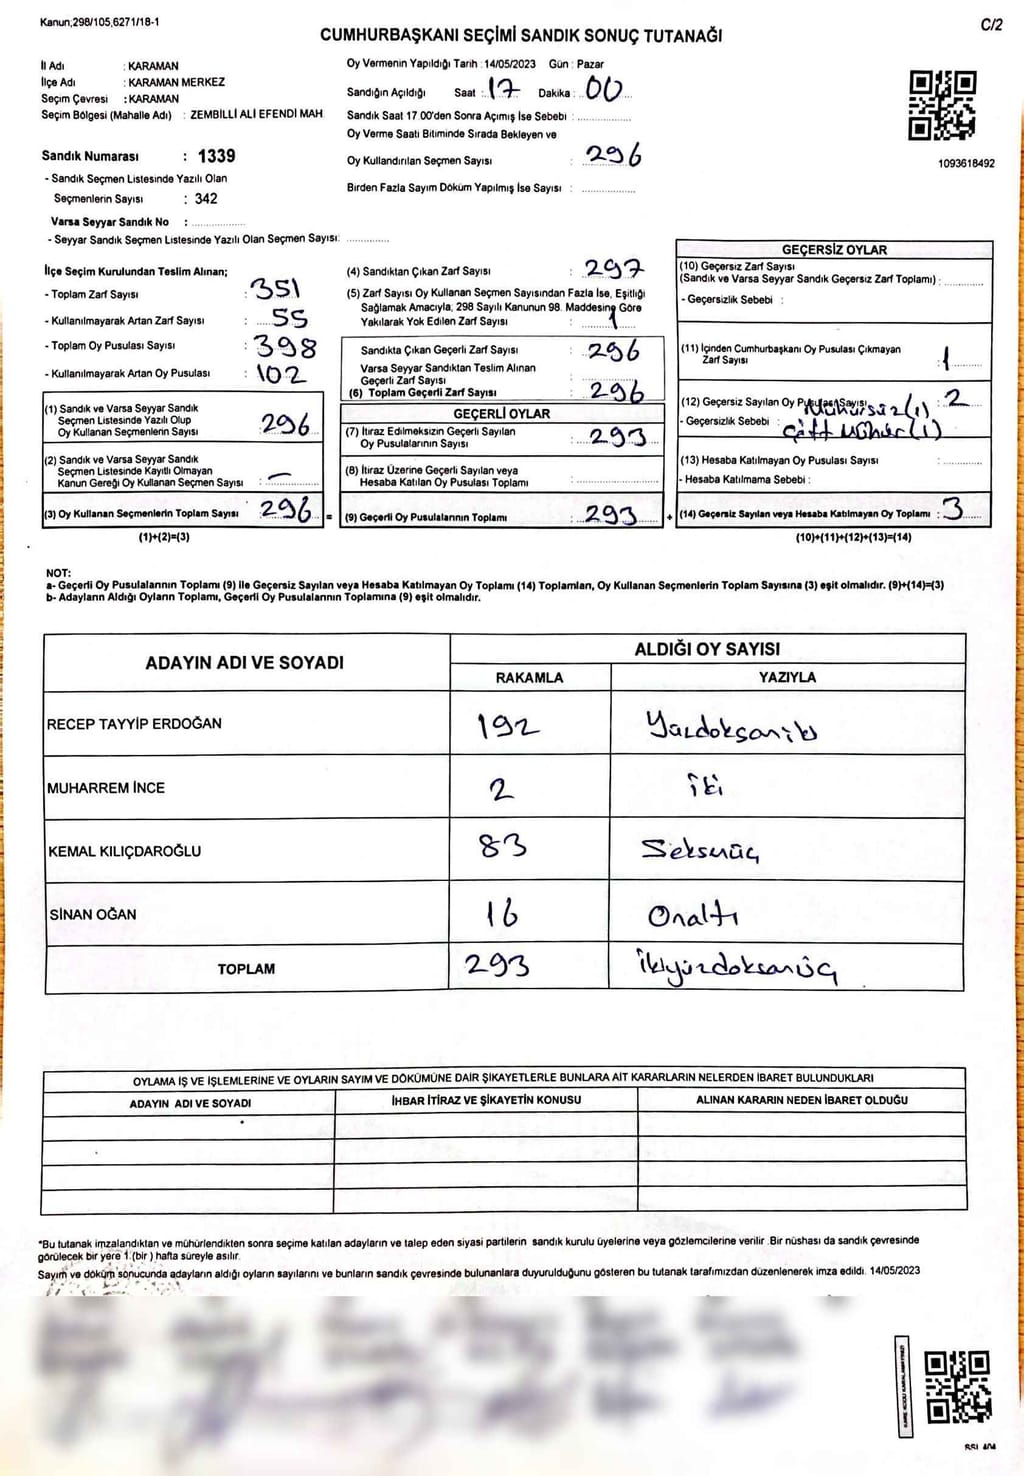 Kanun;298/105,6271/18-1
C/2
CUMHURBAŞKANI SEÇİMİ SANDIK SONUÇ TUTANAĞI
İl Adı : KARAMAN
İlçe Adı : KARAMAN MERKEZ
Seçim Çevresi : KARAMAN
Seçim Bölgesi (Mahalle Adı) : ZEMBİLLİ ALİ EFENDİ MAH
Sandık Numarası : 1339
- Sandık Seçmen Listesinde Yazılı Olan
Seçmenlerin Sayısı : 342
Varsa Seyyar Sandık No : ..................
- Seyyar Sandık Seçmen Listesinde Yazılı Olan Seçmen Sayısı: ..............
Oy Vermenin Yapıldığı Tarih : 14/05/2023 Gün : Pazar
Sandığın Açıldığı Saat : 17 Dakika : 00
Sandık Saat 17.00'den Sonra Açımış İse Sebebi : ..................
Oy Verme Saati Bitiminde Sırada Bekleyen ve
Oy Kullandırılan Seçmen Sayısı : 296
Birden Fazla Sayım Döküm Yapılmış İse Sayısı : ..................
1093618492
İlçe Seçim Kurulundan Teslim Alınan;
- Toplam Zarf Sayısı : 351
- Kullanılmayarak Artan Zarf Sayısı : 55
- Toplam Oy Pusulası Sayısı : 398
- Kullanılmayarak Artan Oy Pusulası : 102
(1) Sandık ve Varsa Seyyar Sandık
Seçmen Listesinde Yazılı Olup
Oy Kullanan Seçmenlerin Sayısı : 296
(2) Sandık ve Varsa Seyyar Sandık
Seçmen Listesinde Kayıtlı Olmayan
Kanun Gereği Oy Kullanan Seçmen Sayısı : —
(3) Oy Kullanan Seçmenlerin Toplam Sayısı : 296 =
(1)+(2)=(3)
(4) Sandıktan Çıkan Zarf Sayısı : 297
(5) Zarf Sayısı Oy Kullanan Seçmen Sayısından Fazla İse, Eşitliği
Sağlamak Amacıyla, 298 Sayılı Kanunun 98. Maddesine Göre
Yakılarak Yok Edilen Zarf Sayısı : 1
Sandıkta Çıkan Geçerli Zarf Sayısı : 296
Varsa Seyyar Sandıktan Teslim Alınan
Geçerli Zarf Sayısı :
(6) Toplam Geçerli Zarf Sayısı : 296
GEÇERLİ OYLAR
(7) İtiraz Edilmeksizin Geçerli Sayılan
Oy Pusulalarının Sayısı : 293
(8) İtiraz Üzerine Geçerli Sayılan veya
Hesaba Katılan Oy Pusulası Toplamı : ..................
(9) Geçerli Oy Pusulalarının Toplamı : 293 +
GEÇERSİZ OYLAR
(10) Geçersiz Zarf Sayısı
(Sandık ve Varsa Seyyar Sandık Geçersiz Zarf Toplamı) : ............
- Geçersizlik Sebebi :
(11) İçinden Cumhurbaşkanı Oy Pusulası Çıkmayan
Zarf Sayısı : 1
(12) Geçersiz Sayılan Oy Pusulası Sayısı : 2
- Geçersizlik Sebebi : Mühürsüz (1)
Çift Mühür (1)
(13) Hesaba Katılmayan Oy Pusulası Sayısı : ............
- Hesaba Katılmama Sebebi :
(14) Geçersiz Sayılan veya Hesaba Katılmayan Oy Toplamı : 3
(10)+(11)+(12)+(13)=(14)
NOT:
a- Geçerli Oy Pusulalarının Toplamı (9) ile Geçersiz Sayılan veya Hesaba Katılmayan Oy Toplamı (14) Toplamları, Oy Kullanan Seçmenlerin Toplam Sayısına (3) eşit olmalıdır. (9)+(14)=(3)
b- Adayların Aldığı Oyların Toplamı, Geçerli Oy Pusulalarının Toplamına (9) eşit olmalıdır.
ADAYIN ADI VE SOYADI ALDIĞI OY SAYISI
RAKAMLA YAZIYLA
RECEP TAYYİP ERDOĞAN 192 Yüzdoksaniki
MUHARREM İNCE 2 İki
KEMAL KILIÇDAROĞLU 83 Seksenüç
SİNAN OĞAN 16 Onaltı
TOPLAM 293 İkiyüzdoksanüç
OYLAMA İŞ VE İŞLEMLERİNE VE OYLARIN SAYIM VE DÖKÜMÜNE DAİR ŞİKAYETLERLE BUNLARA AİT KARARLARIN NELERDEN İBARET BULUNDUKLARI
ADAYIN ADI VE SOYADI İHBAR İTİRAZ VE ŞİKAYETİN KONUSU ALINAN KARARIN NEDEN İBARET OLDUĞU
*Bu tutanak imzalandıktan ve mühürlendikten sonra seçime katılan adayların ve talep eden siyasi partilerin sandık kurulu üyelerine veya gözlemcilerine verilir .Bir nüshası da sandık çevresinde
görülecek bir yere 1.(bir ) hafta süreyle asılır.
Sayım ve döküm sonucunda adayların aldığı oyların sayılarını ve bunların sandık çevresinde bulunanlara duyurulduğunu gösteren bu tutanak tarafımızdan düzenlenerek imza edildi. 14/05/2023